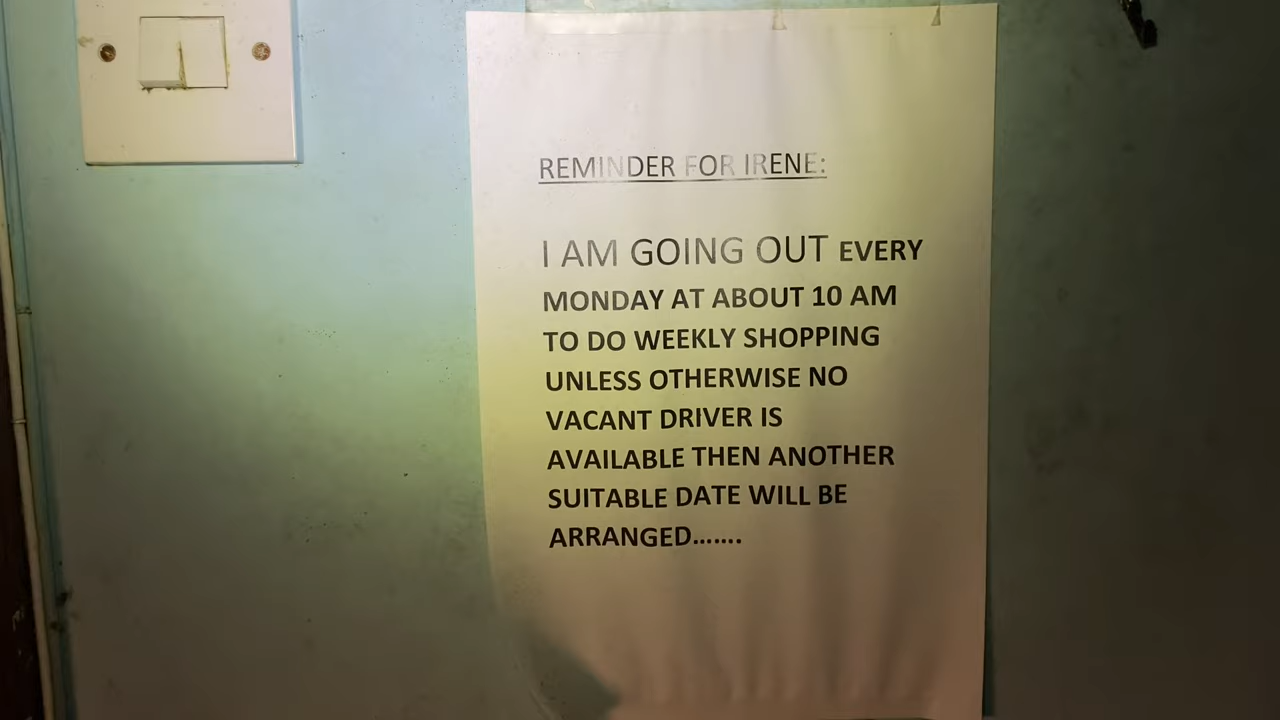 REMINDER FOR IRENE:
I AM GOING OUT EVERY
MONDAY AT ABOUT 10 AM
TO DO WEEKLY SHOPPING
UNLESS OTHERWISE NO
VACANT DRIVER IS
AVAILABLE THEN ANOTHER
SUITABLE DATE WILL BE
ARRANGED.......